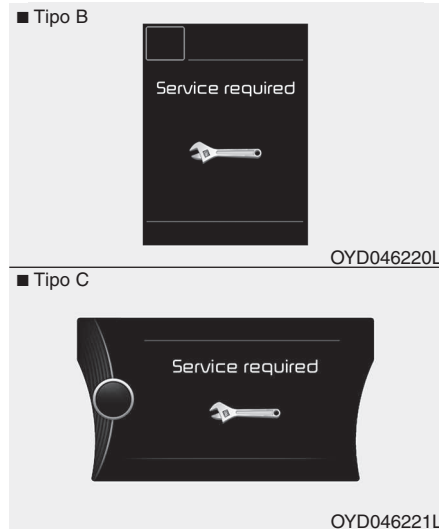 ■ Tipo B
Service required
OYD046220L
■ Tipo C
Service required
OYD046221L